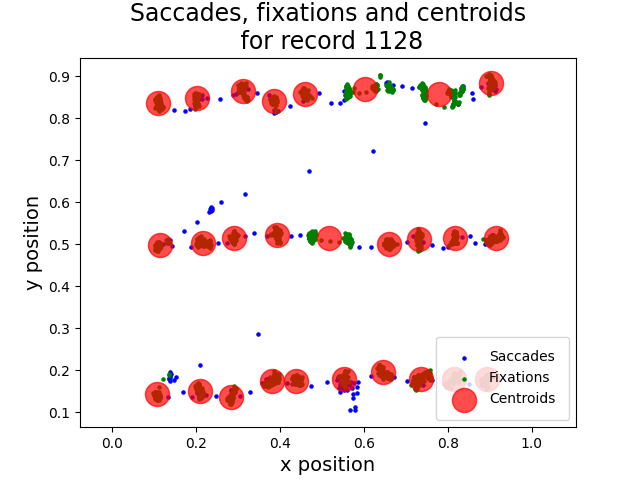 Saccades, fixations and centroids
for record 1128
y position
0.9
0.8
0.7
0.6
0.5
0.4
0.3
0.2
0.1
Saccades
Fixations
Centroids
0.0 0.2 0.4 0.6 0.8 1.0
x position